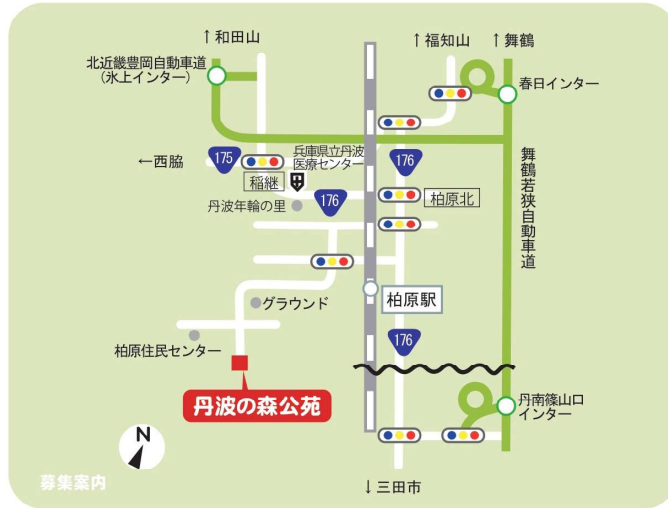 ↑和田山
↑福知山
↑舞鶴
北近畿豊岡自動車道
（氷上インター）
春日インター
←西脇
175
兵庫県立丹波
医療センター
176
稲継
丹波年輪の里
176
柏原北
舞鶴若狭自動車道
グラウンド
柏原駅
柏原住民センター
176
丹波の森公苑
丹南篠山口
インター
N
募集案内
↓三田市